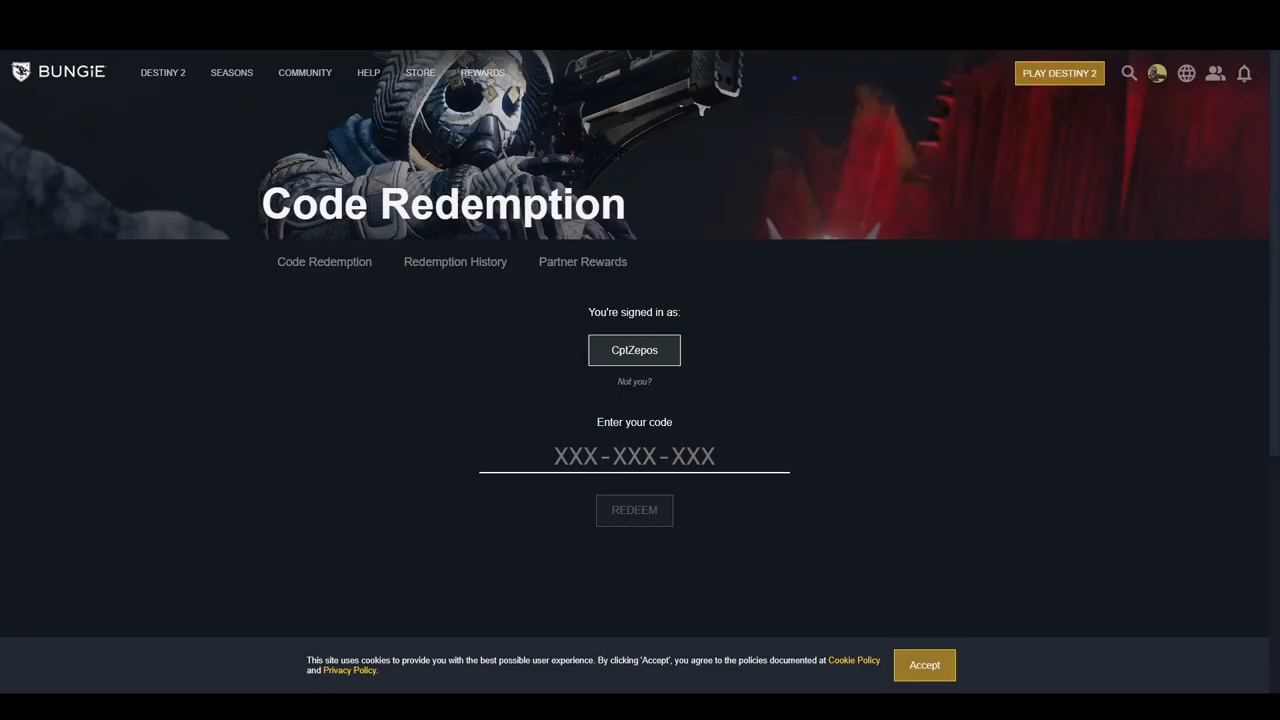 BUNGiE
DESTINY 2 SEASONS COMMUNITY HELP STORE REWARDS PLAY DESTINY 2
Code Redemption
Code Redemption Redemption History Partner Rewards
You're signed in as:
CptZepos
Not you?
Enter your code
XXX-XXX-XXX
REDEEM
This site uses cookies to provide you with the best possible user experience. By clicking 'Accept', you agree to the policies documented at Cookie Policy
and Privacy Policy.
Accept